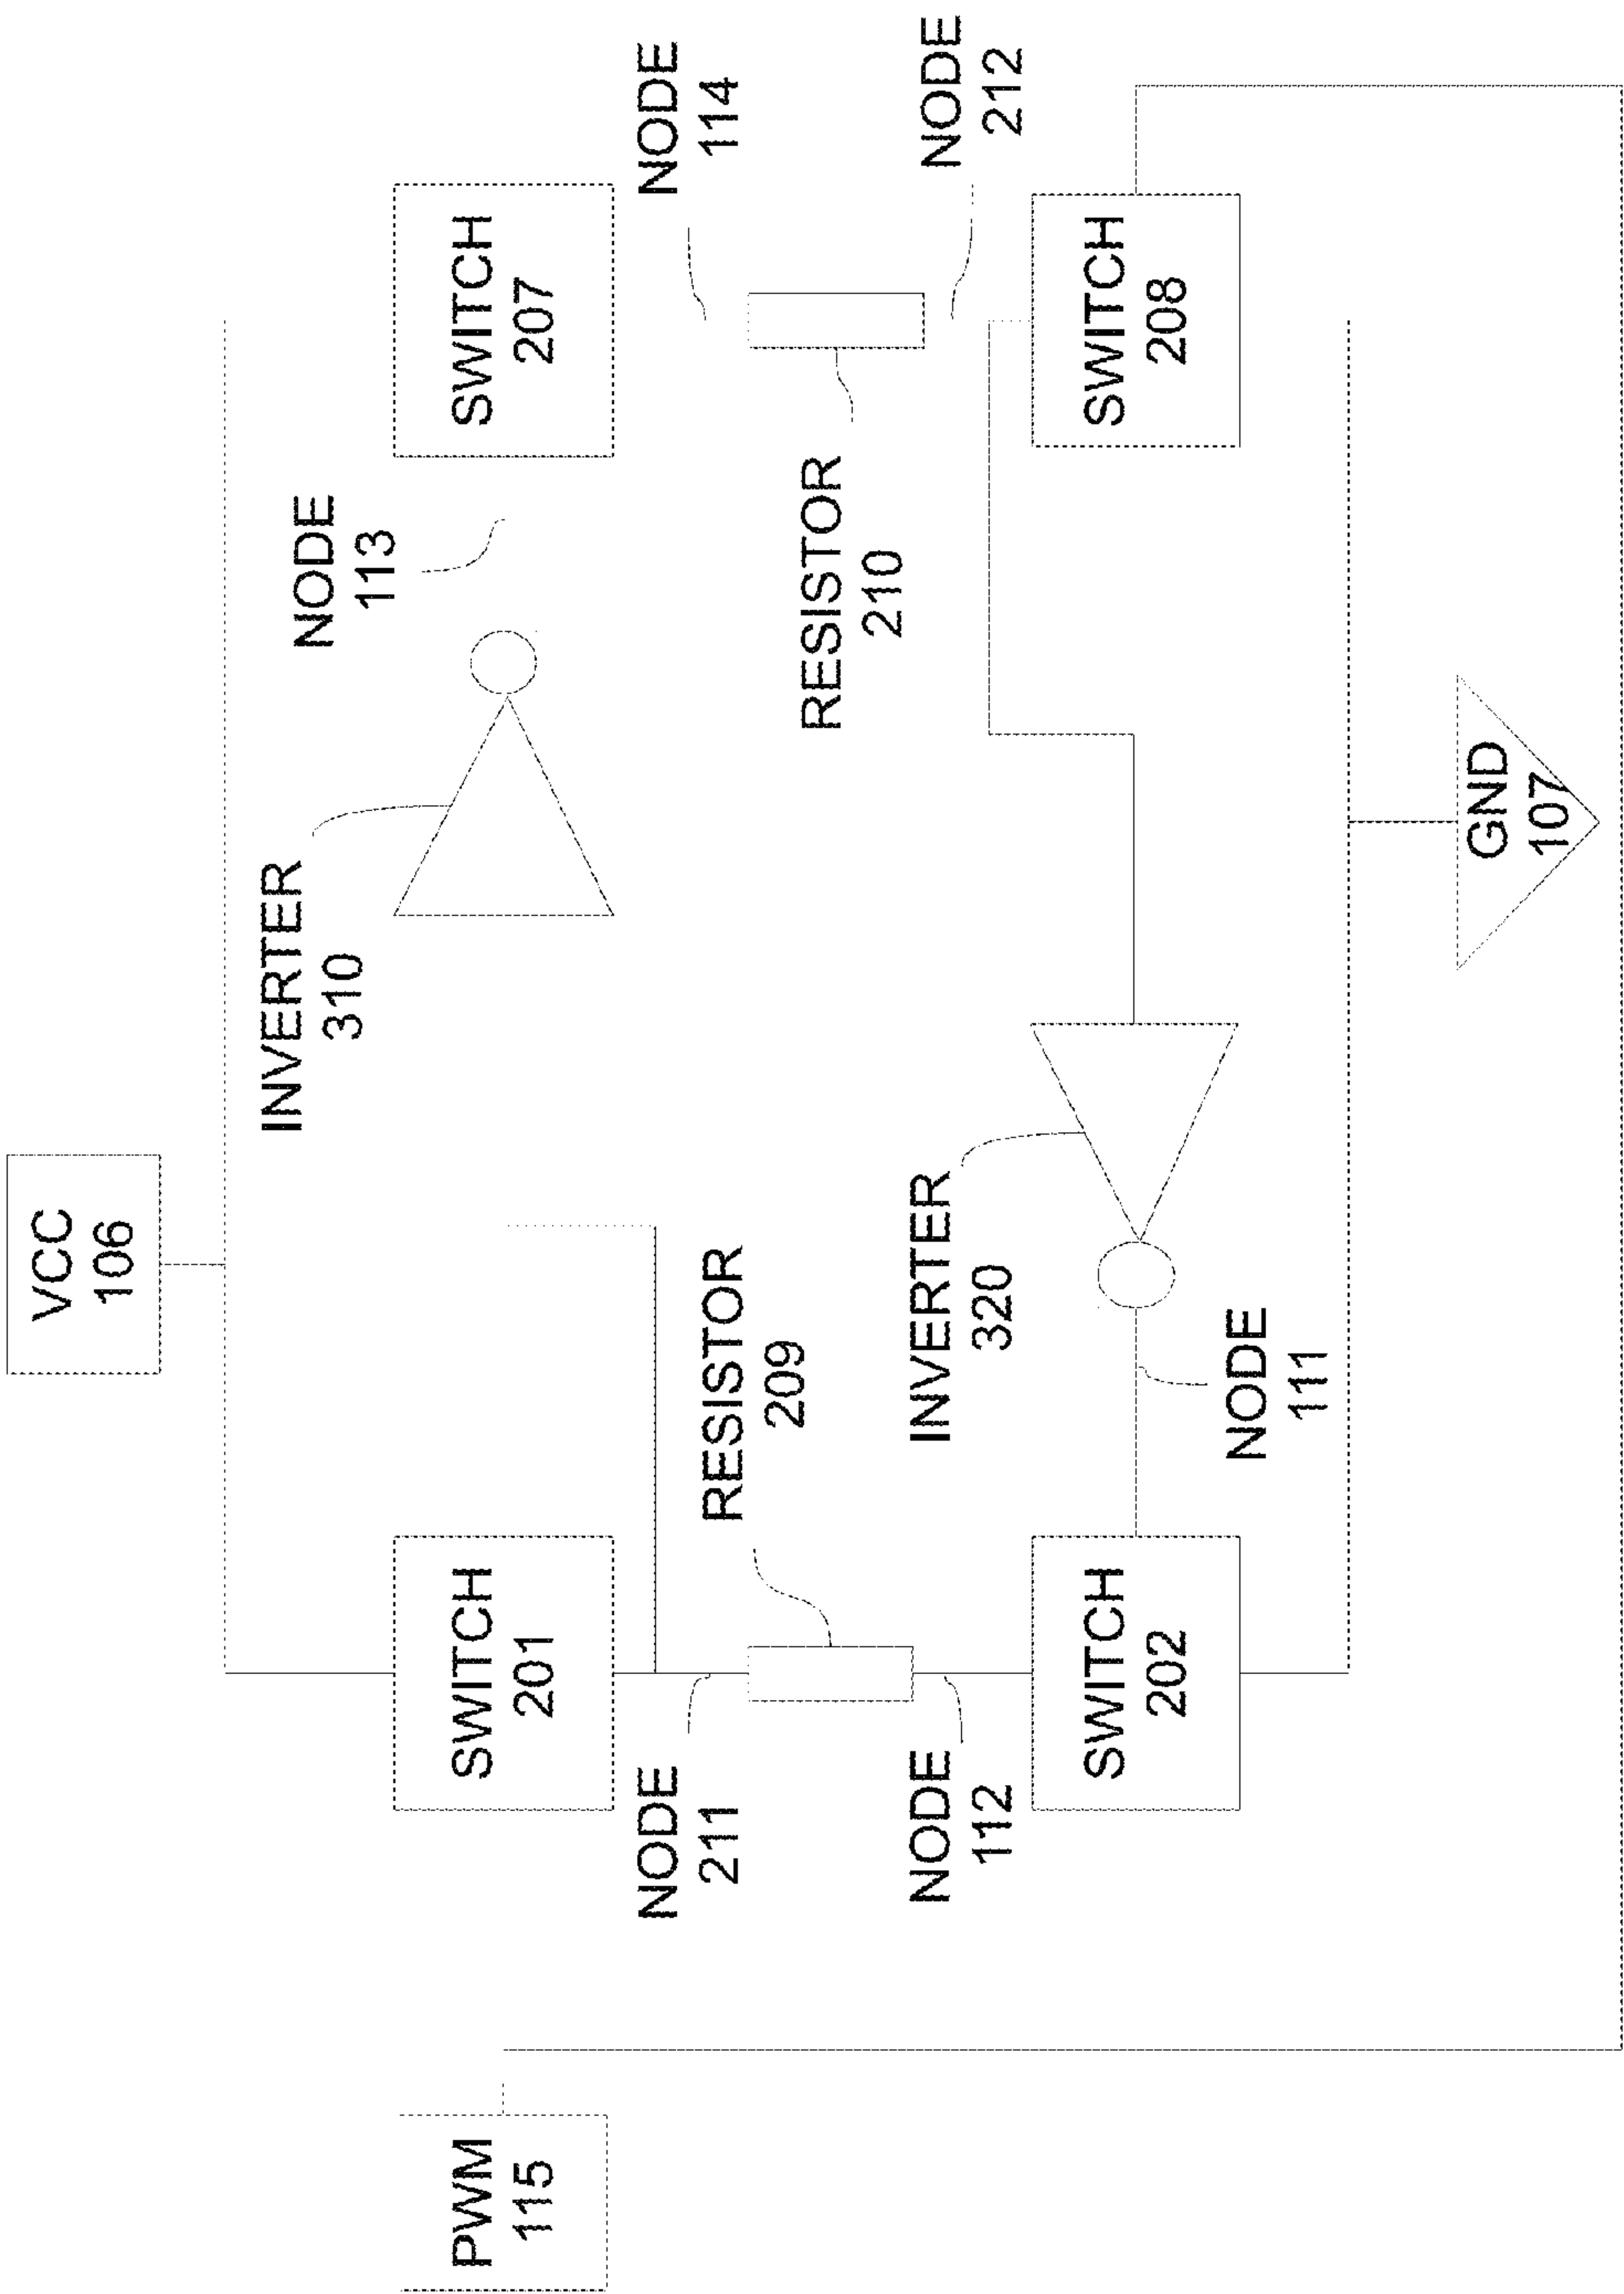 VCC
106
PWM
115
SWITCH
201
INVERTER
310
NODE
113
SWITCH
207
NODE
211
RESISTOR
209
RESISTOR
210
NODE
114
NODE
112
INVERTER
320
NODE
212
SWITCH
202
NODE
111
SWITCH
208
GND
107